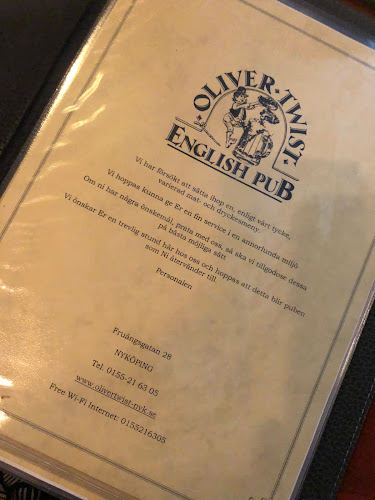 OLIVER·TWIST
ENGLISH PUB
Vi har försökt att sätta ihop en, enligt vårt tycke,
varierad mat- och dryckesmeny.
Vi hoppas kunna ge Er en fin service i en annorlunda miljö
Om ni har några önskemål, prata med oss, så ska vi tillgodose dessa
på bästa möjliga sätt
Vi önskar Er en trevlig stund här hos oss och hoppas att detta blir puben
som Ni återvänder till
Personalen
Fruängsgatan 28
NYKÖPING
Tel. 0155-21 63 05
www.olivertwist-nyk.se
Free Wi-Fi Internet: 0155216305